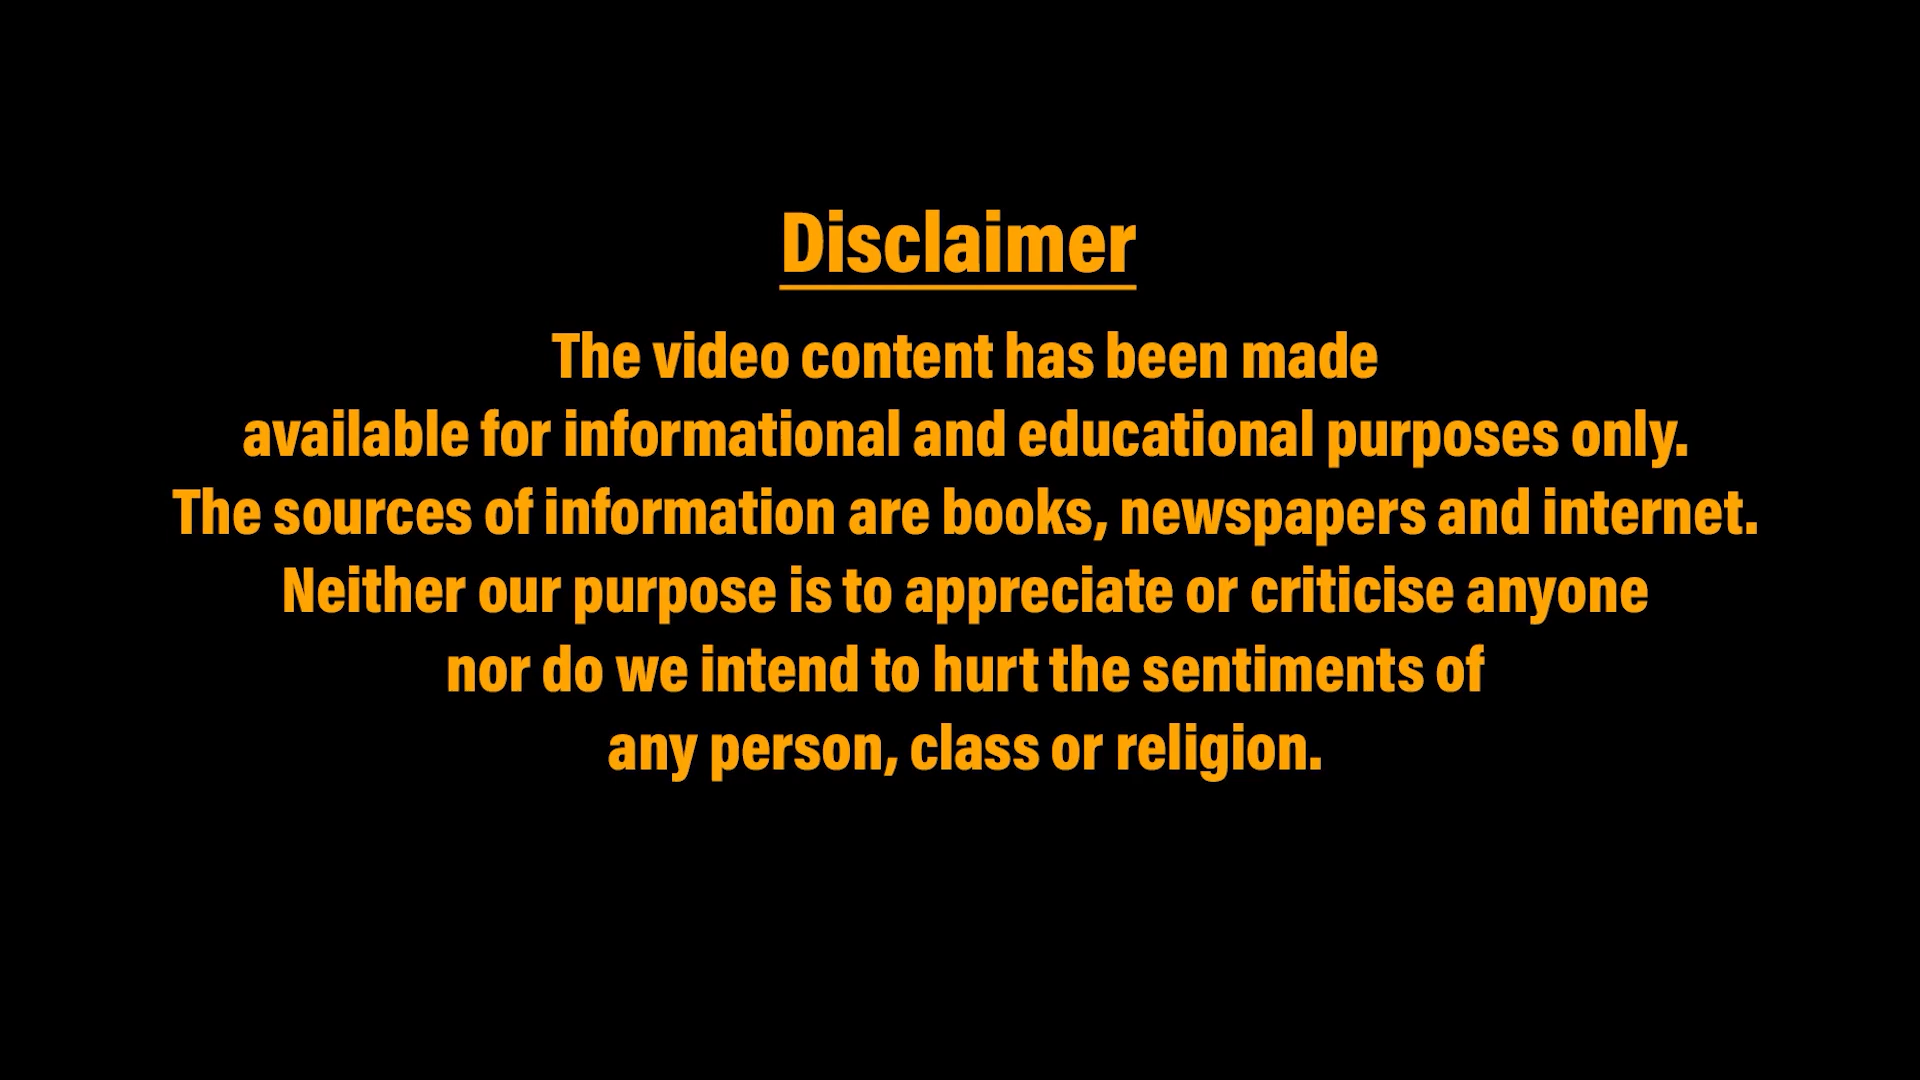 Disclaimer
The video content has been made
available for informational and educational purposes only.
The sources of information are books, newspapers and internet.
Neither our purpose is to appreciate or criticise anyone
nor do we intend to hurt the sentiments of
any person, class or religion.